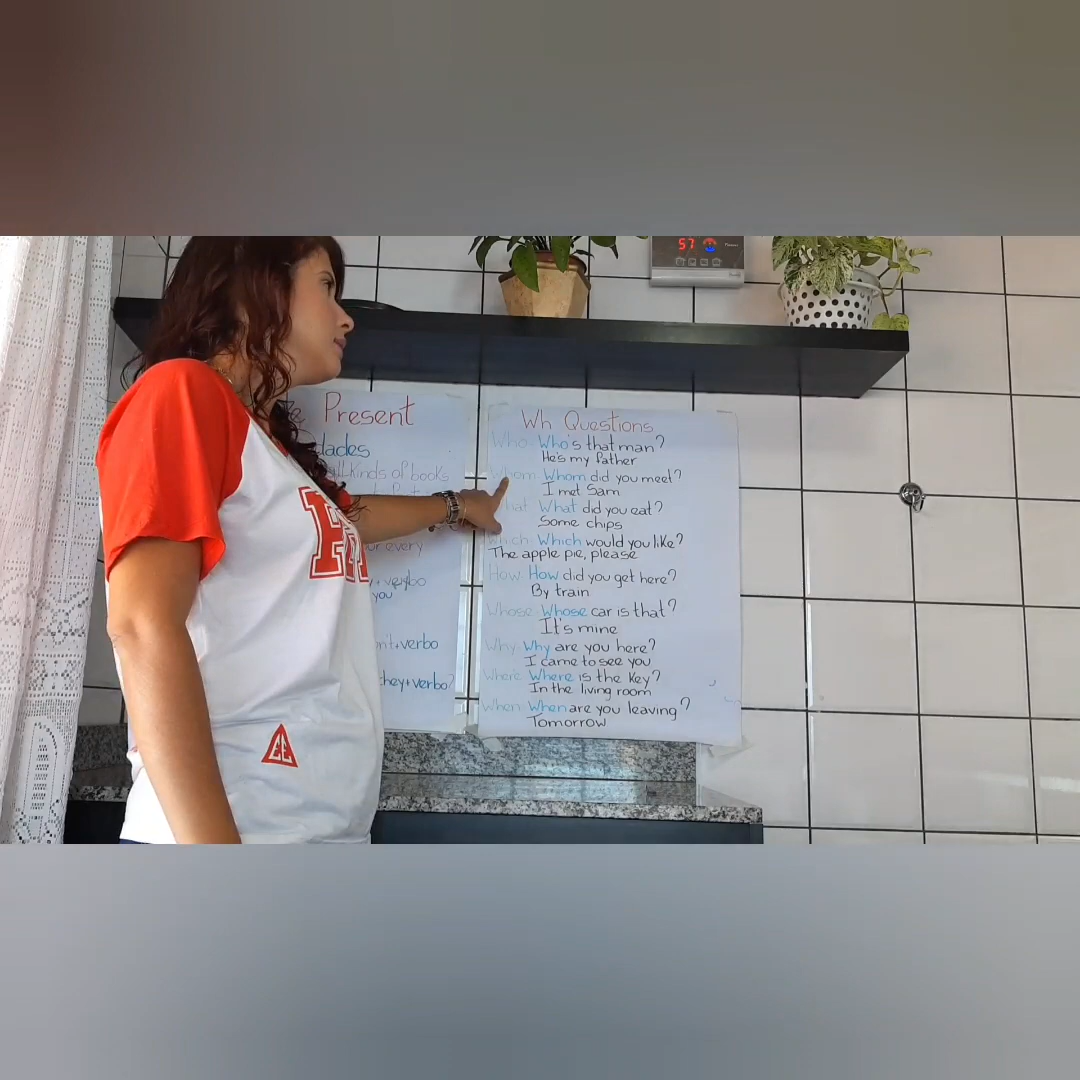 57
Present
dades
all kinds of books
our every
y+verbo
you
n't+verbo
they+verbo?
Wh Questions
Who Who's that man?
He's my father
Whom Whom did you meet?
I met Sam
What did you eat?
Some chips
Which Which would you like?
The apple pie, please
How How did you get here?
By train
Whose Whose car is that?
It's mine
Why Why are you here?
I came to see you
Where Where is the key?
In the living room
When When are you leaving?
Tomorrow